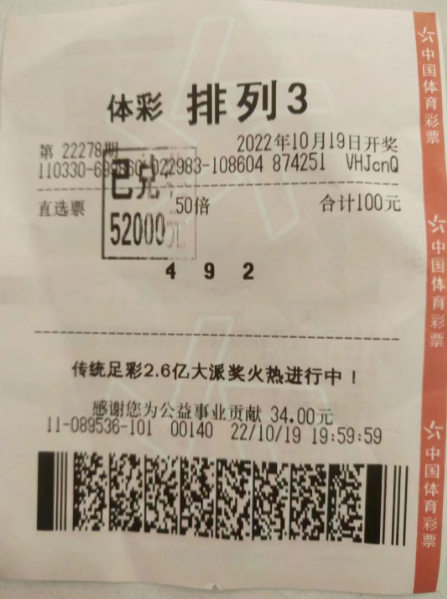 体彩 排列3
第 22278期 2022年10月19日开奖
022983-108604 874251 VHJcnQ
已兑
直选票 50倍 合计100元
52000元
4 9 2
传统足彩2.6亿大派奖火热进行中！
感谢您为公益事业贡献 34.00元
11-089536-101 00140 22/10/19 19:59:59
中国体育彩票
中国体育彩票
中国体育彩票